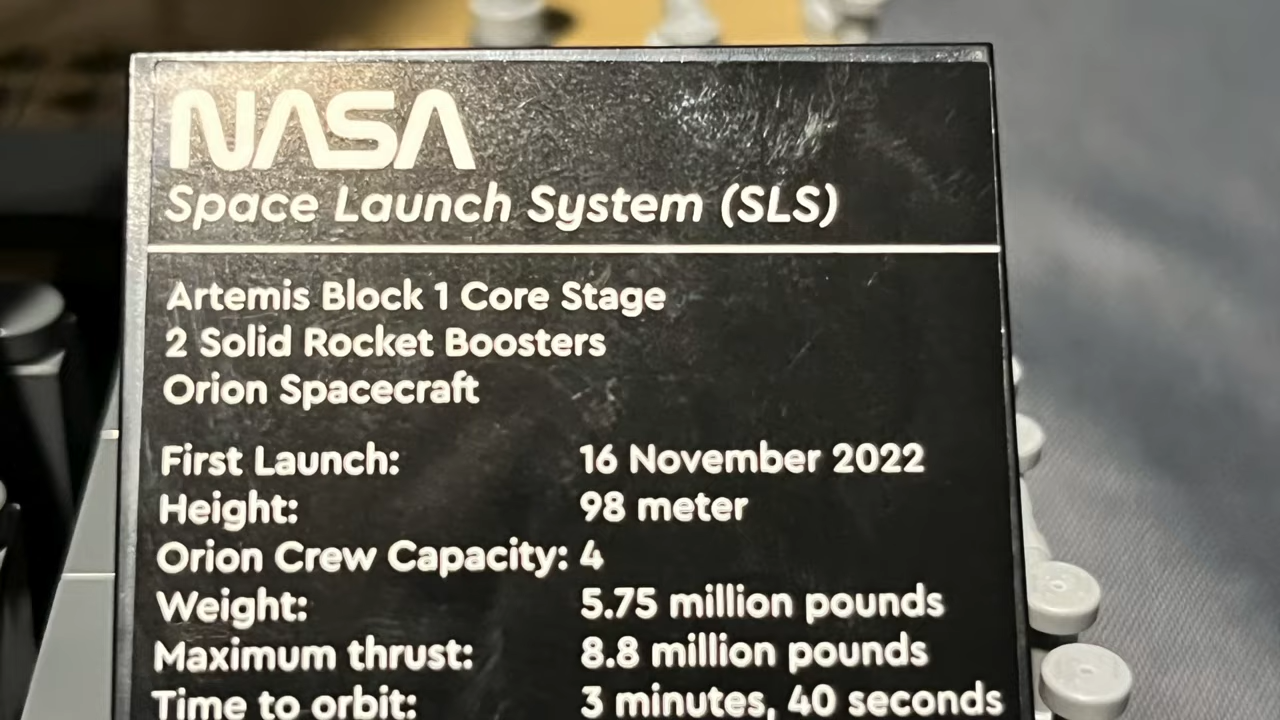 NASA
Space Launch System (SLS)
Artemis Block 1 Core Stage
2 Solid Rocket Boosters
Orion Spacecraft
First Launch: 16 November 2022
Height: 98 meter
Orion Crew Capacity: 4
Weight: 5.75 million pounds
Maximum thrust: 8.8 million pounds
Time to orbit: 3 minutes, 40 seconds